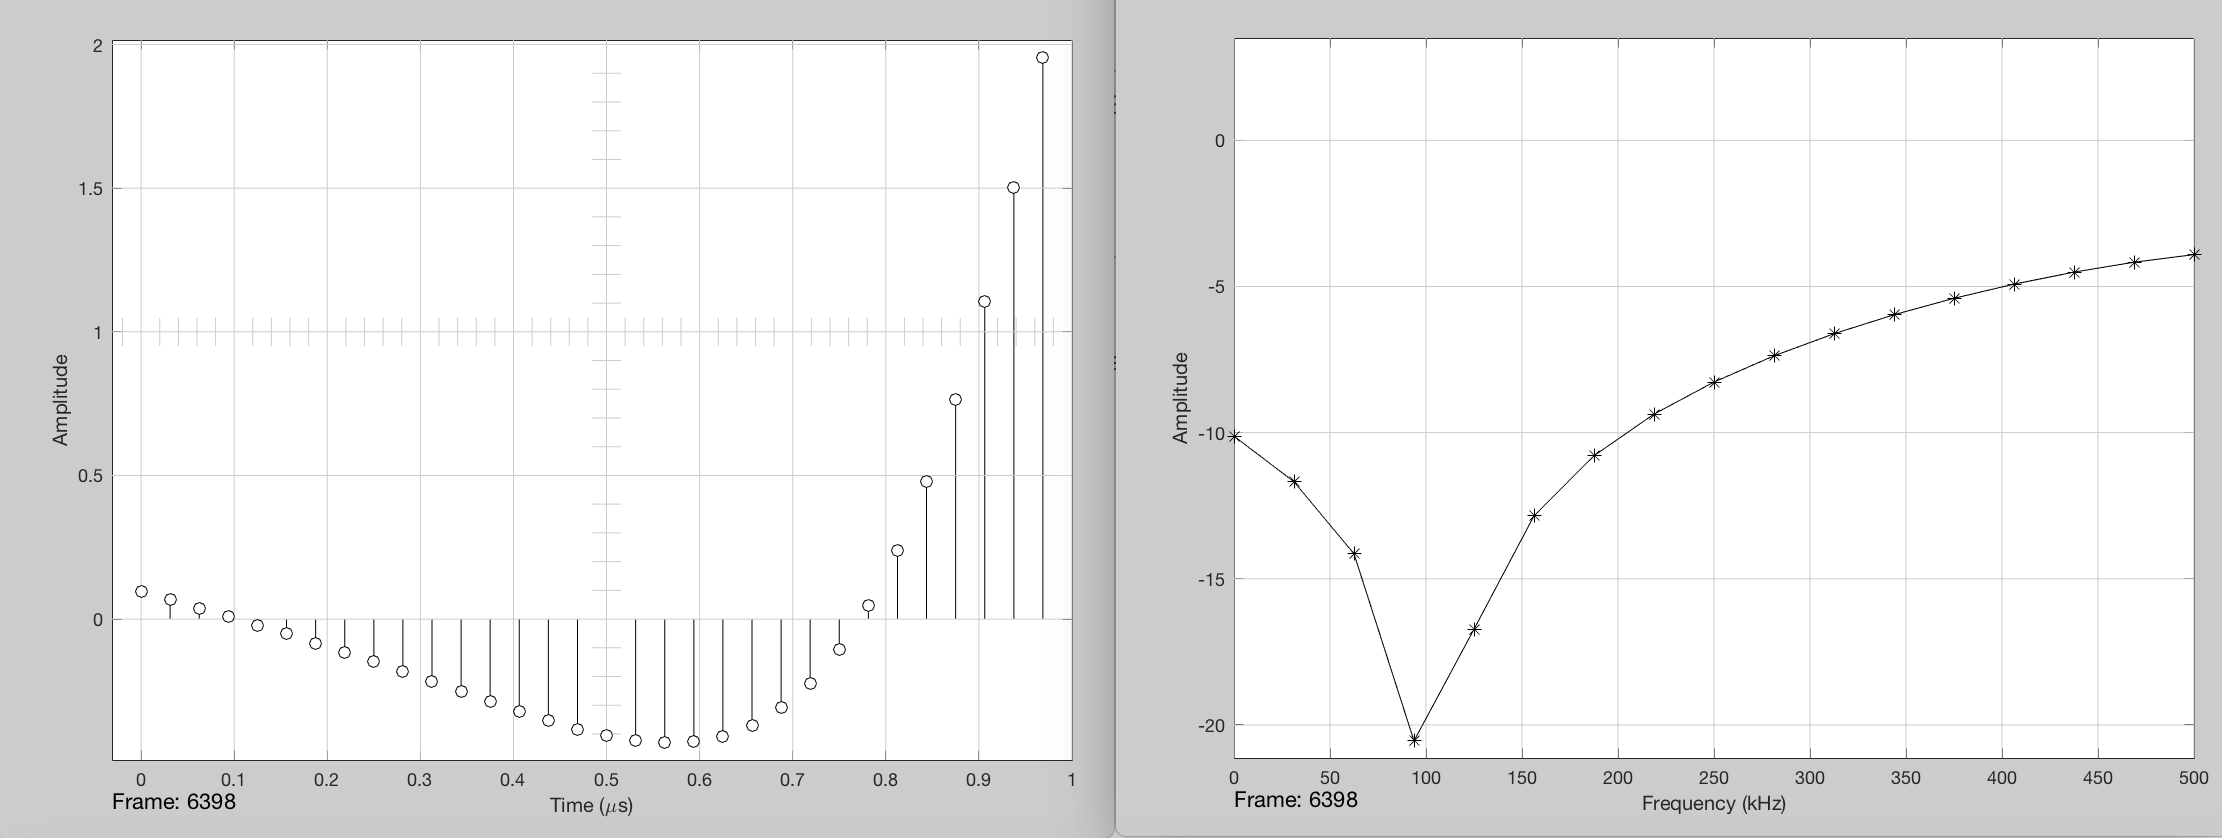 Amplitude
2
1.5
1
0.5
0
0 0.1 0.2 0.3 0.4 0.5 0.6 0.7 0.8 0.9 1
Time (μs)
Frame: 6398
Amplitude
0
-5
-10
-15
-20
0 50 100 150 200 250 300 350 400 450 500
Frequency (kHz)
Frame: 6398